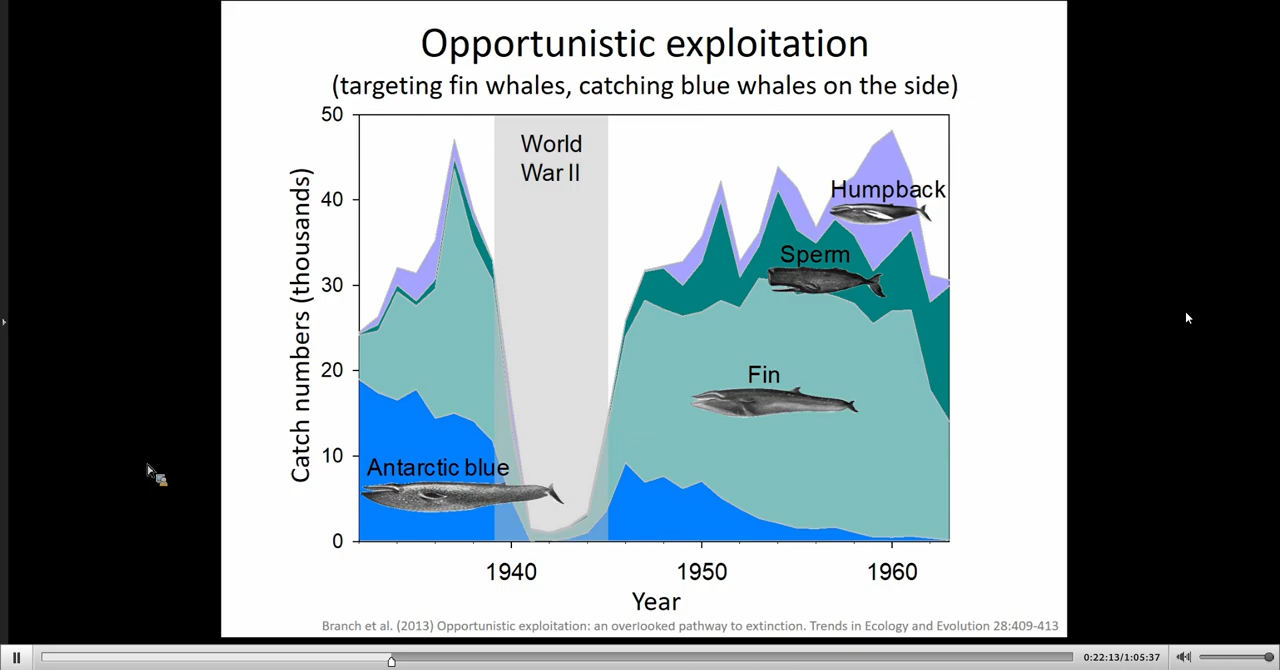 Opportunistic exploitation
(targeting fin whales, catching blue whales on the side)
50
World
War II
40
Humpback
Sperm
30
20
Fin
10
Antarctic blue
0
Catch numbers (thousands)
1940
1950
1960
Year
Branch et al. (2013) Opportunistic exploitation: an overlooked pathway to extinction. Trends in Ecology and Evolution 28:409-413
0:22:13/1:05:37